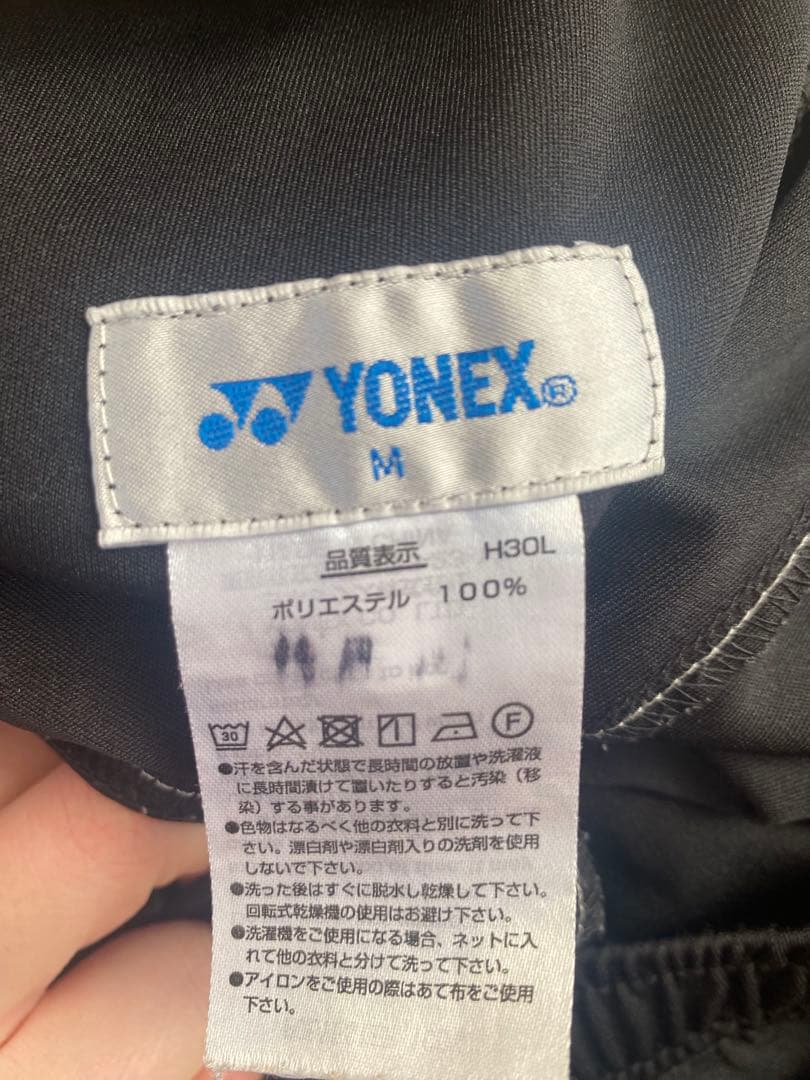 YONEX®
M
品質表示 H30L
ポリエステル 100%
30
F
●汗を含んだ状態で長時間の放置や洗濯液
に長時間漬けて置いたりすると汚染（移
染）する事があります。
●色物はなるべく他の衣料と別に洗って下
さい。漂白剤や漂白剤入りの洗剤を使用
しないで下さい。
●洗った後はすぐに脱水し乾燥して下さい。
回転式乾燥機の使用はお避け下さい。
●洗濯機をご使用になる場合、ネットに入
れて他の衣料と分けて洗って下さい。
●アイロンをご使用の際はあて布をご使用
下さい。